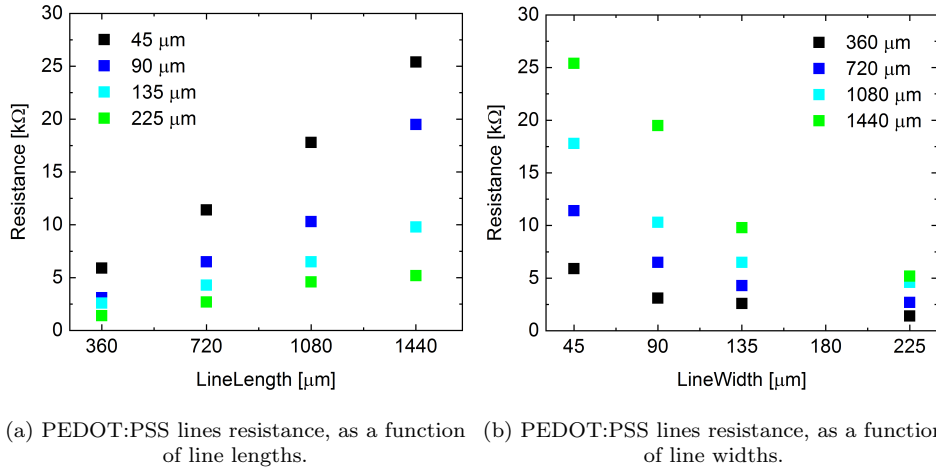 30
25
20
15
10
5
0
Resistance [kΩ]
45 μm
90 μm
135 μm
225 μm
360 720 1080 1440
LineLength [μm]
30
25
20
15
10
5
0
Resistance [kΩ]
360 μm
720 μm
1080 μm
1440 μm
45 90 135 180 225
LineWidth [μm]
(a) PEDOT:PSS lines resistance, as a function
of line lengths.
(b) PEDOT:PSS lines resistance, as a function
of line widths.